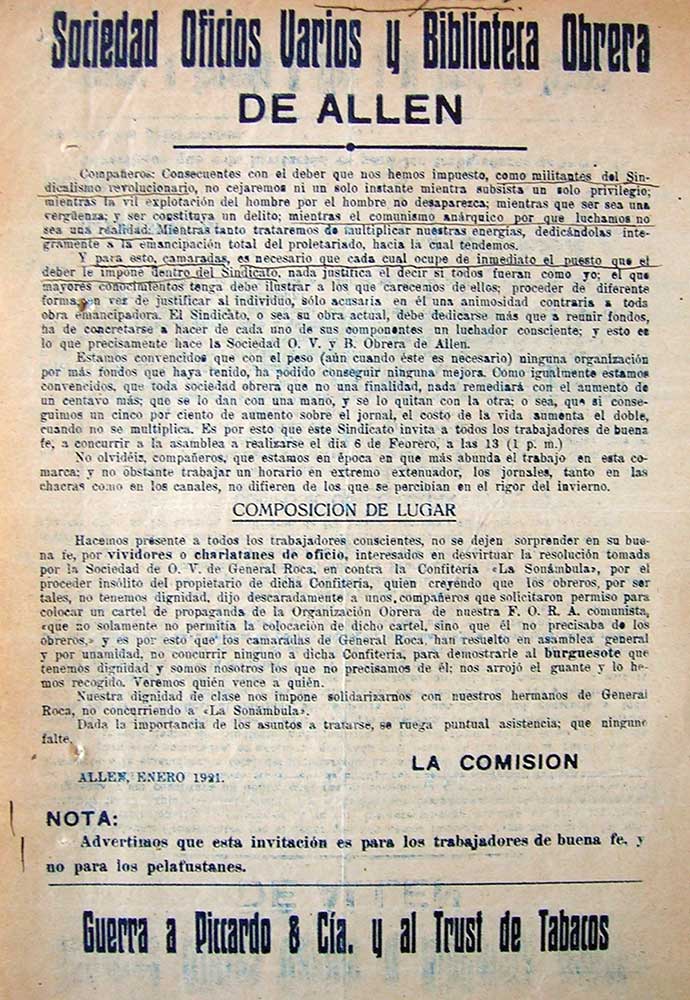 Sociedad Oficios Varios y Biblioteca Obrera
DE ALLEN
Compañeros: Consecuentes con el deber que nos hemos impuesto, como militantes del Sin-
dicalismo revolucionario, no cejaremos ni un solo instante mientra subsista un solo privilegio;
mientras la vil explotación del hombre por el hombre no desaparezca; mientras que ser sea una
vergüenza; y ser constituya un delito; mientras el comunismo anárquico por que luchamos no
sea una realidad. Mientras tanto trataremos de multiplicar nuestras energías, dedicándolas inte-
gramente a la emancipación total del proletariado, hacia la cual tendemos.
Y para esto, camaradas, es necesario que cada cual ocupe de inmediato el puesto que el
deber le impone dentro del Sindicato, nada justifica el decir si todos fueran como yo; el que
mayores conocimientos tenga debe ilustrar a los que carecemos de ellos; proceder de diferente
forma en vez de justificar al individuo, sólo acusaria en él una animosidad contraria a toda
obra emancipadora. El Sindicato, o sea su obra actual, debe dedicarse más que a reunir fondos,
ha de concretarse a hacer de cada uno de sus componentes un luchador consciente; y esto es
lo que precisamente hace la Sociedad O. V. y B. Obrera de Allen.
Estamos convencidos que con el peso (aún cuando éste es necesario) ninguna organización
por más fondos que haya tenido, ha podido conseguir ninguna mejora. Como igualmente estamos
convencidos, que toda sociedad obrera que no una finalidad, nada remediará con el aumento de
un centavo más; que se lo dan con una mano, y se lo quitan con la otra; o sea, que si conse-
guimos un cinco por ciento de aumento sobre el jornal, el costo de la vida aumenta el doble,
cuando no se multiplica. Es por esto que éste Sindicato invita a todos los trabajadores de buena
fe, a concurrir a la asamblea a realizarse el dia 6 de Feorero, a las 13 (1 p. m.)
No olvidéis, compañeros, que estamos en época en que más abunda el trabajo en esta co-
marca; y no obstante trabajar un horario en extremo extenuador, los jornales, tanto en las
chacras como en los canales, no difieren de los que se percibian en el rigor del invierno.
COMPOSICION DE LUGAR
Hacemos presente a todos los trabajadores conscientes, no se dejen sorprender en su bue-
na fe, por vividores o charlatanes de oficio, interesados en desvirtuar la resolución tomada
por la Sociedad de O. V. de General Roca, en contra la Confiteria «La Sonámbula», por el
proceder insólito del propietario de dicha Confiteria, quien creyendo que los obreros, por ser
tales, no tenemos dignidad, dijo descaradamente a unos compañeros que solicitaron permiso para
colocar un cartel de propaganda de la Organización Obrera de nuestra F. O. R. A. comunista,
«que no solamente no permitia la colocación de dicho cartel, sino que él no precisaba de los
obreros,» y es por esto que los camaradas de General Roca, han resuelto en asamblea general
y por unamidad, no concurrir ninguno a dicha Confiteria, para demostrarle al burguesote que
tenemos dignidad y somos nosotros los que no precisamos de él; nos arrojó el guante y lo he-
mos recogido. Veremos quién vence a quién.
Nuestra dignidad de clase nos impone solidarizarnos con nuestros hermanos de General
Roca, no concurriendo a «La Sonámbula».
Dada la importancia de los asuntos a tratarse, se ruega puntual asistencia; que ninguno
falte.
LA COMISION
ALLEN, ENERO 1921.
NOTA:
Advertimos que esta invitación es para los trabajadores de buena fe, y
no para los pelafustanes.
Guerra a Piccardo & Cía. y al Trust de Tabacos